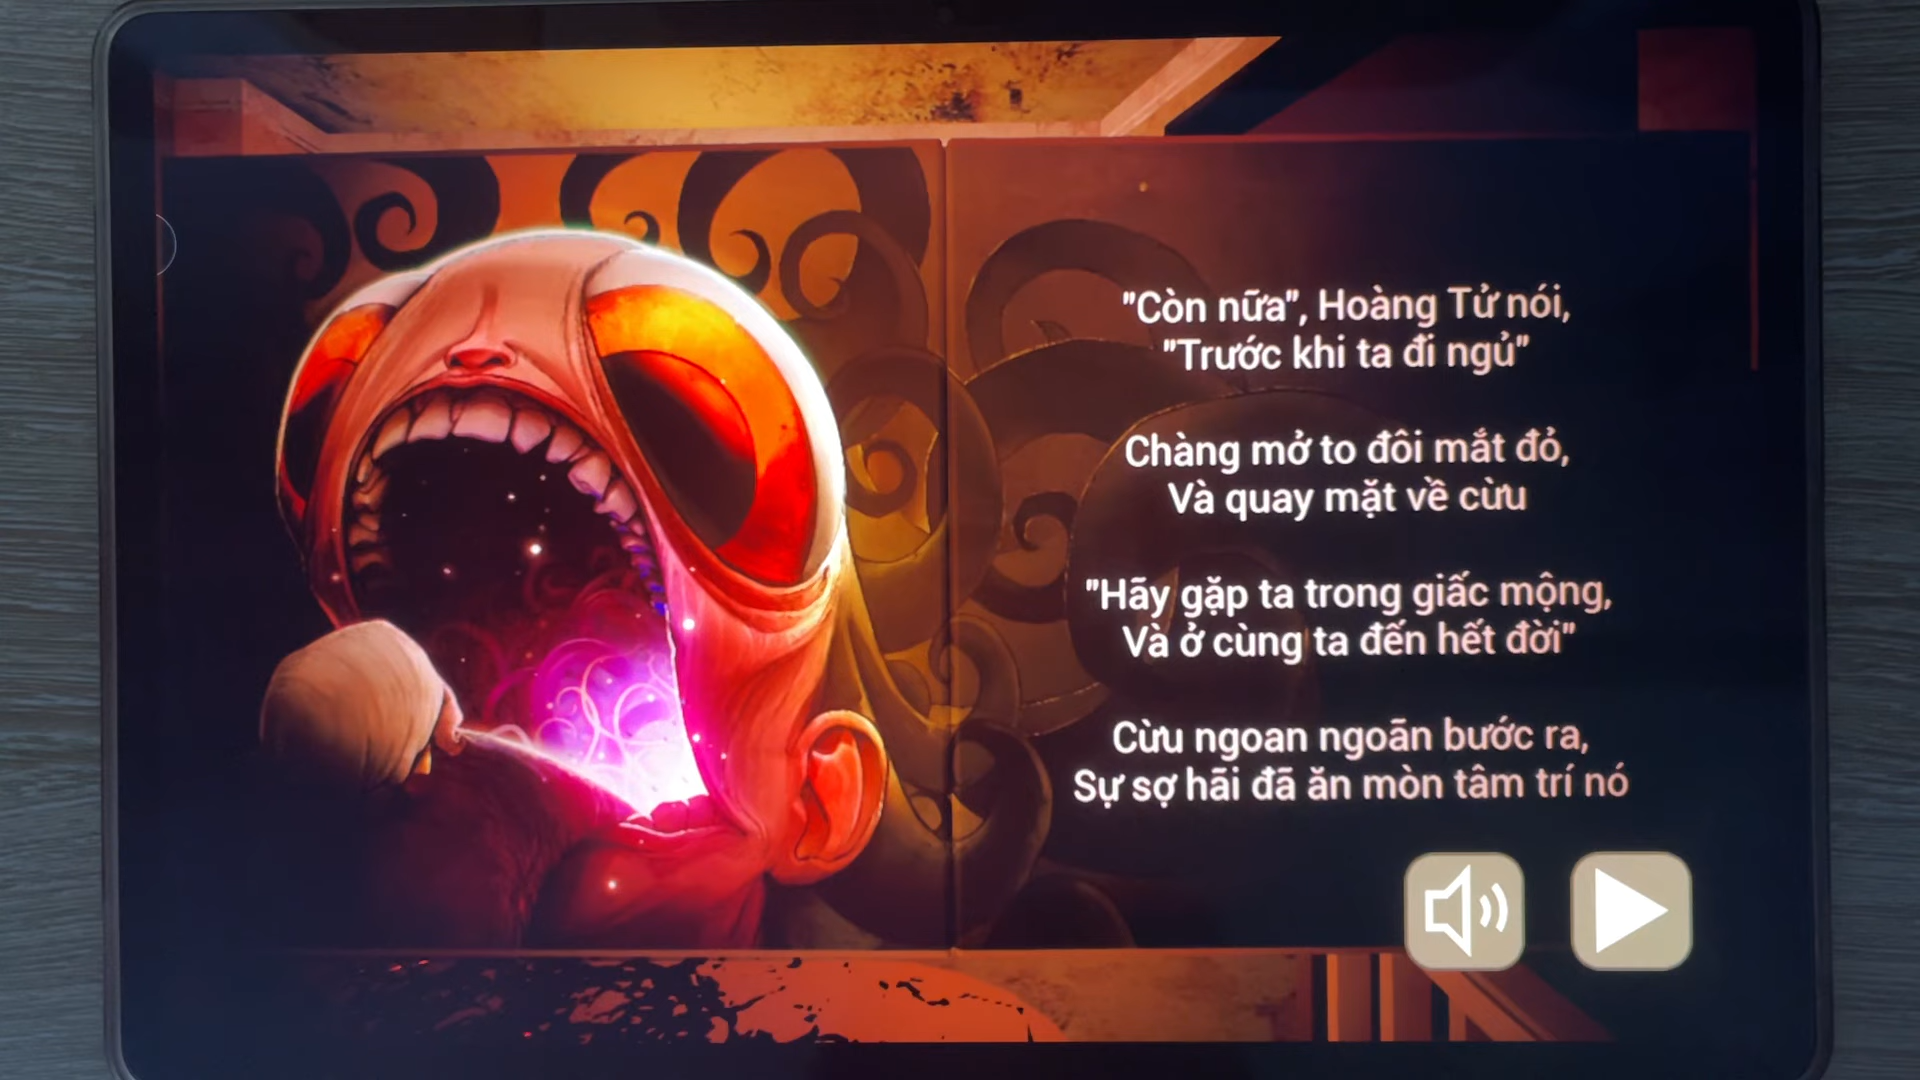 "Còn nữa", Hoàng Tử nói,
"Trước khi ta đi ngủ"
Chàng mở to đôi mắt đỏ,
Và quay mặt về cừu
"Hãy gặp ta trong giấc mộng,
Và ở cùng ta đến hết đời"
Cừu ngoan ngoãn bước ra,
Sự sợ hãi đã ăn mòn tâm trí nó